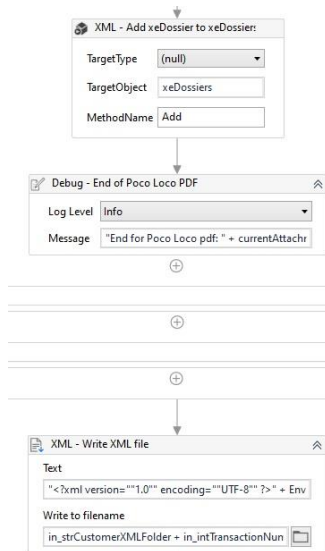 XML - Add xeDossier to xeDossiers
TargetType (null)
TargetObject xeDossiers
MethodName Add
Debug - End of Poco Loco PDF
Log Level Info
Message "End for Poco Loco pdf: " + currentAttachr
XML - Write XML file
Text
"<?xml version=""1.0"" encoding=""UTF-8"" ?>" + Env
Write to filename
in_strCustomerXMLFolder + in_intTransactionNun